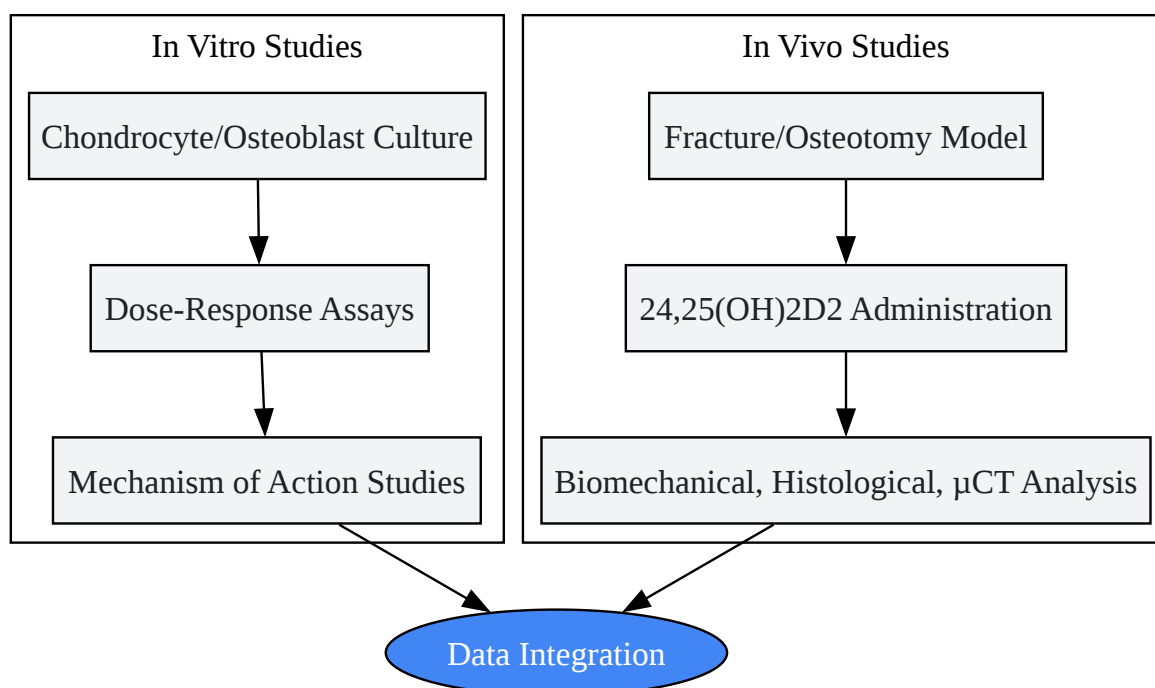 In Vitro Studies
Chondrocyte/Osteoblast Culture
Dose-Response Assays
Mechanism of Action Studies
In Vivo Studies
Fracture/Osteotomy Model
24,25(OH)2D2 Administration
Biomechanical, Histological, µCT Analysis
Data Integration